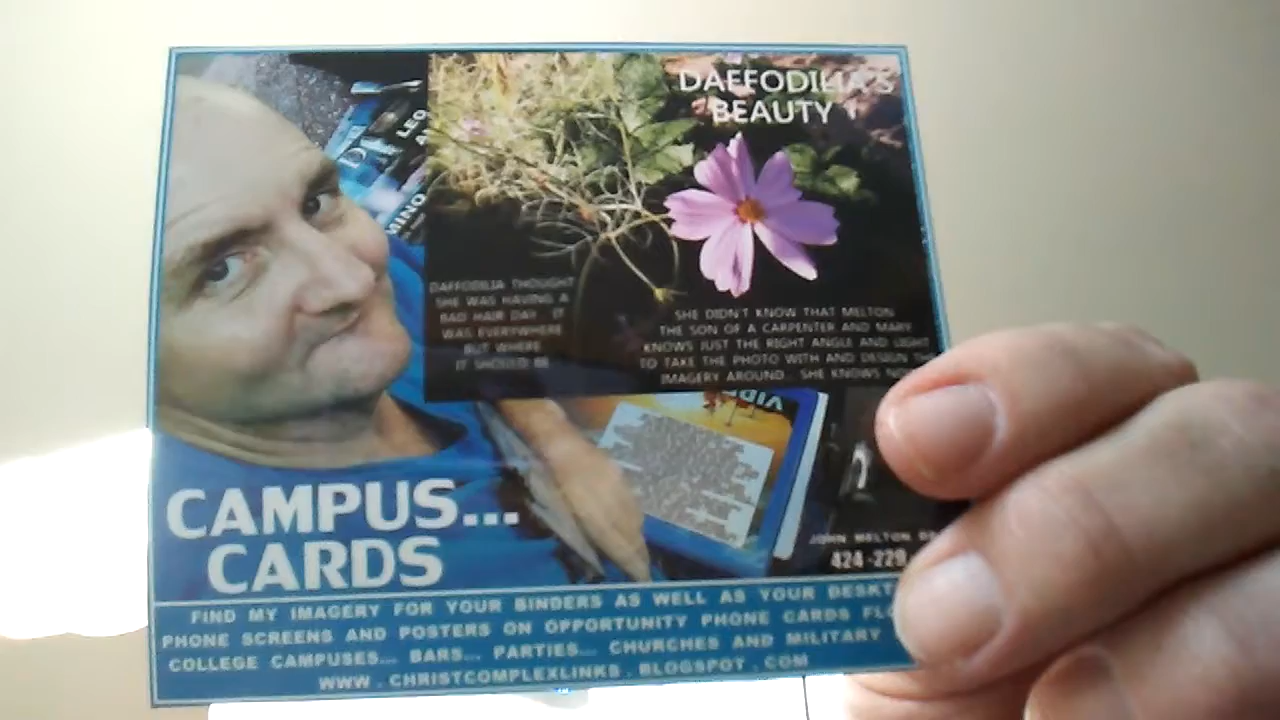 DAFFODILIA'S
BEAUTY
LEO
MINO
DAFFODILIA THOUGHT
SHE WAS HAVING A
BAD HAIR DAY. IT
WAS EVERYWHERE
BUT WHERE
IT SHOULD BE
SHE DIDN'T KNOW THAT MELTON
THE SON OF A CARPENTER AND MARY
KNOWS JUST THE RIGHT ANGLE AND LIGHT
TO TAKE THE PHOTO WITH AND DESIGN THE
IMAGERY AROUND... SHE KNOWS
CAMPUS...
CARDS
JOHN MELTON
424-229
FIND MY IMAGERY FOR YOUR BINDERS AS WELL AS YOUR
PHONE SCREENS AND POSTERS ON OPPORTUNITY PHONE CARDS
COLLEGE CAMPUSES... BARS... PARTIES... CHURCHES AND MILITARY
WWW . CHRISTCOMPLEXLINKS . BLOGSPOT . COM